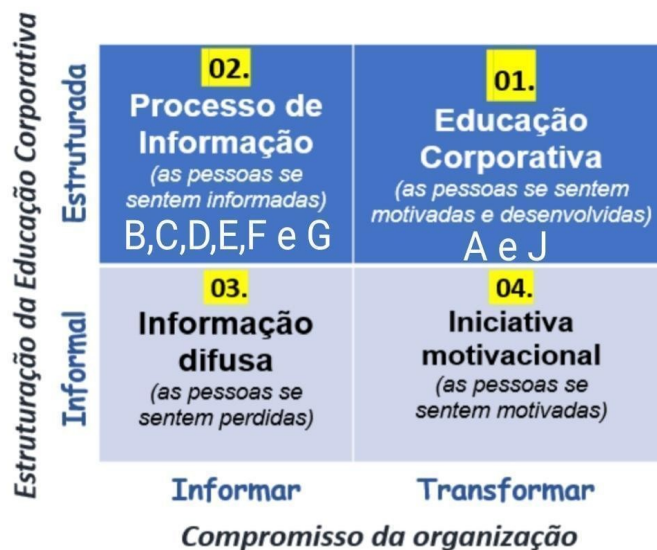 Estruturação da Educação Corporativa
Estruturada
02.
Processo de
Informação
(as pessoas se
sentem informadas)
B,C,D,E,F e G
01.
Educação
Corporativa
(as pessoas se sentem
motivadas e desenvolvidas)
A e J
Informal
03.
Informação
difusa
(as pessoas se
sentem perdidas)
04.
Iniciativa
motivacional
(as pessoas se
sentem motivadas)
Informar
Transformar
Compromisso da organização